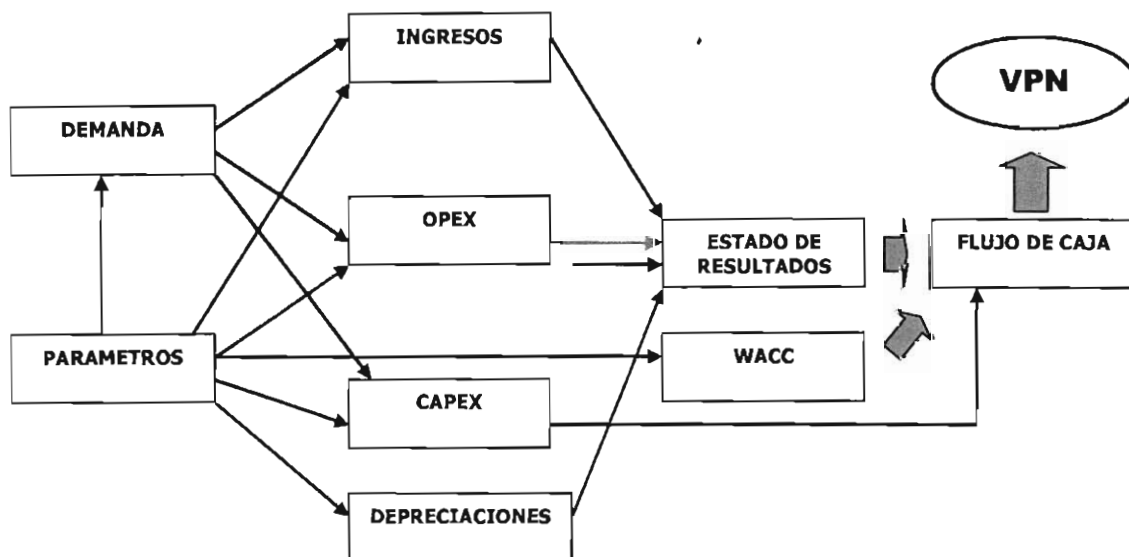 INGRESOS
VPN
DEMANDA
OPEX
ESTADO DE
RESULTADOS
FLUJO DE CAJA
PARAMETROS
WACC
CAPEX
DEPRECIACIONES